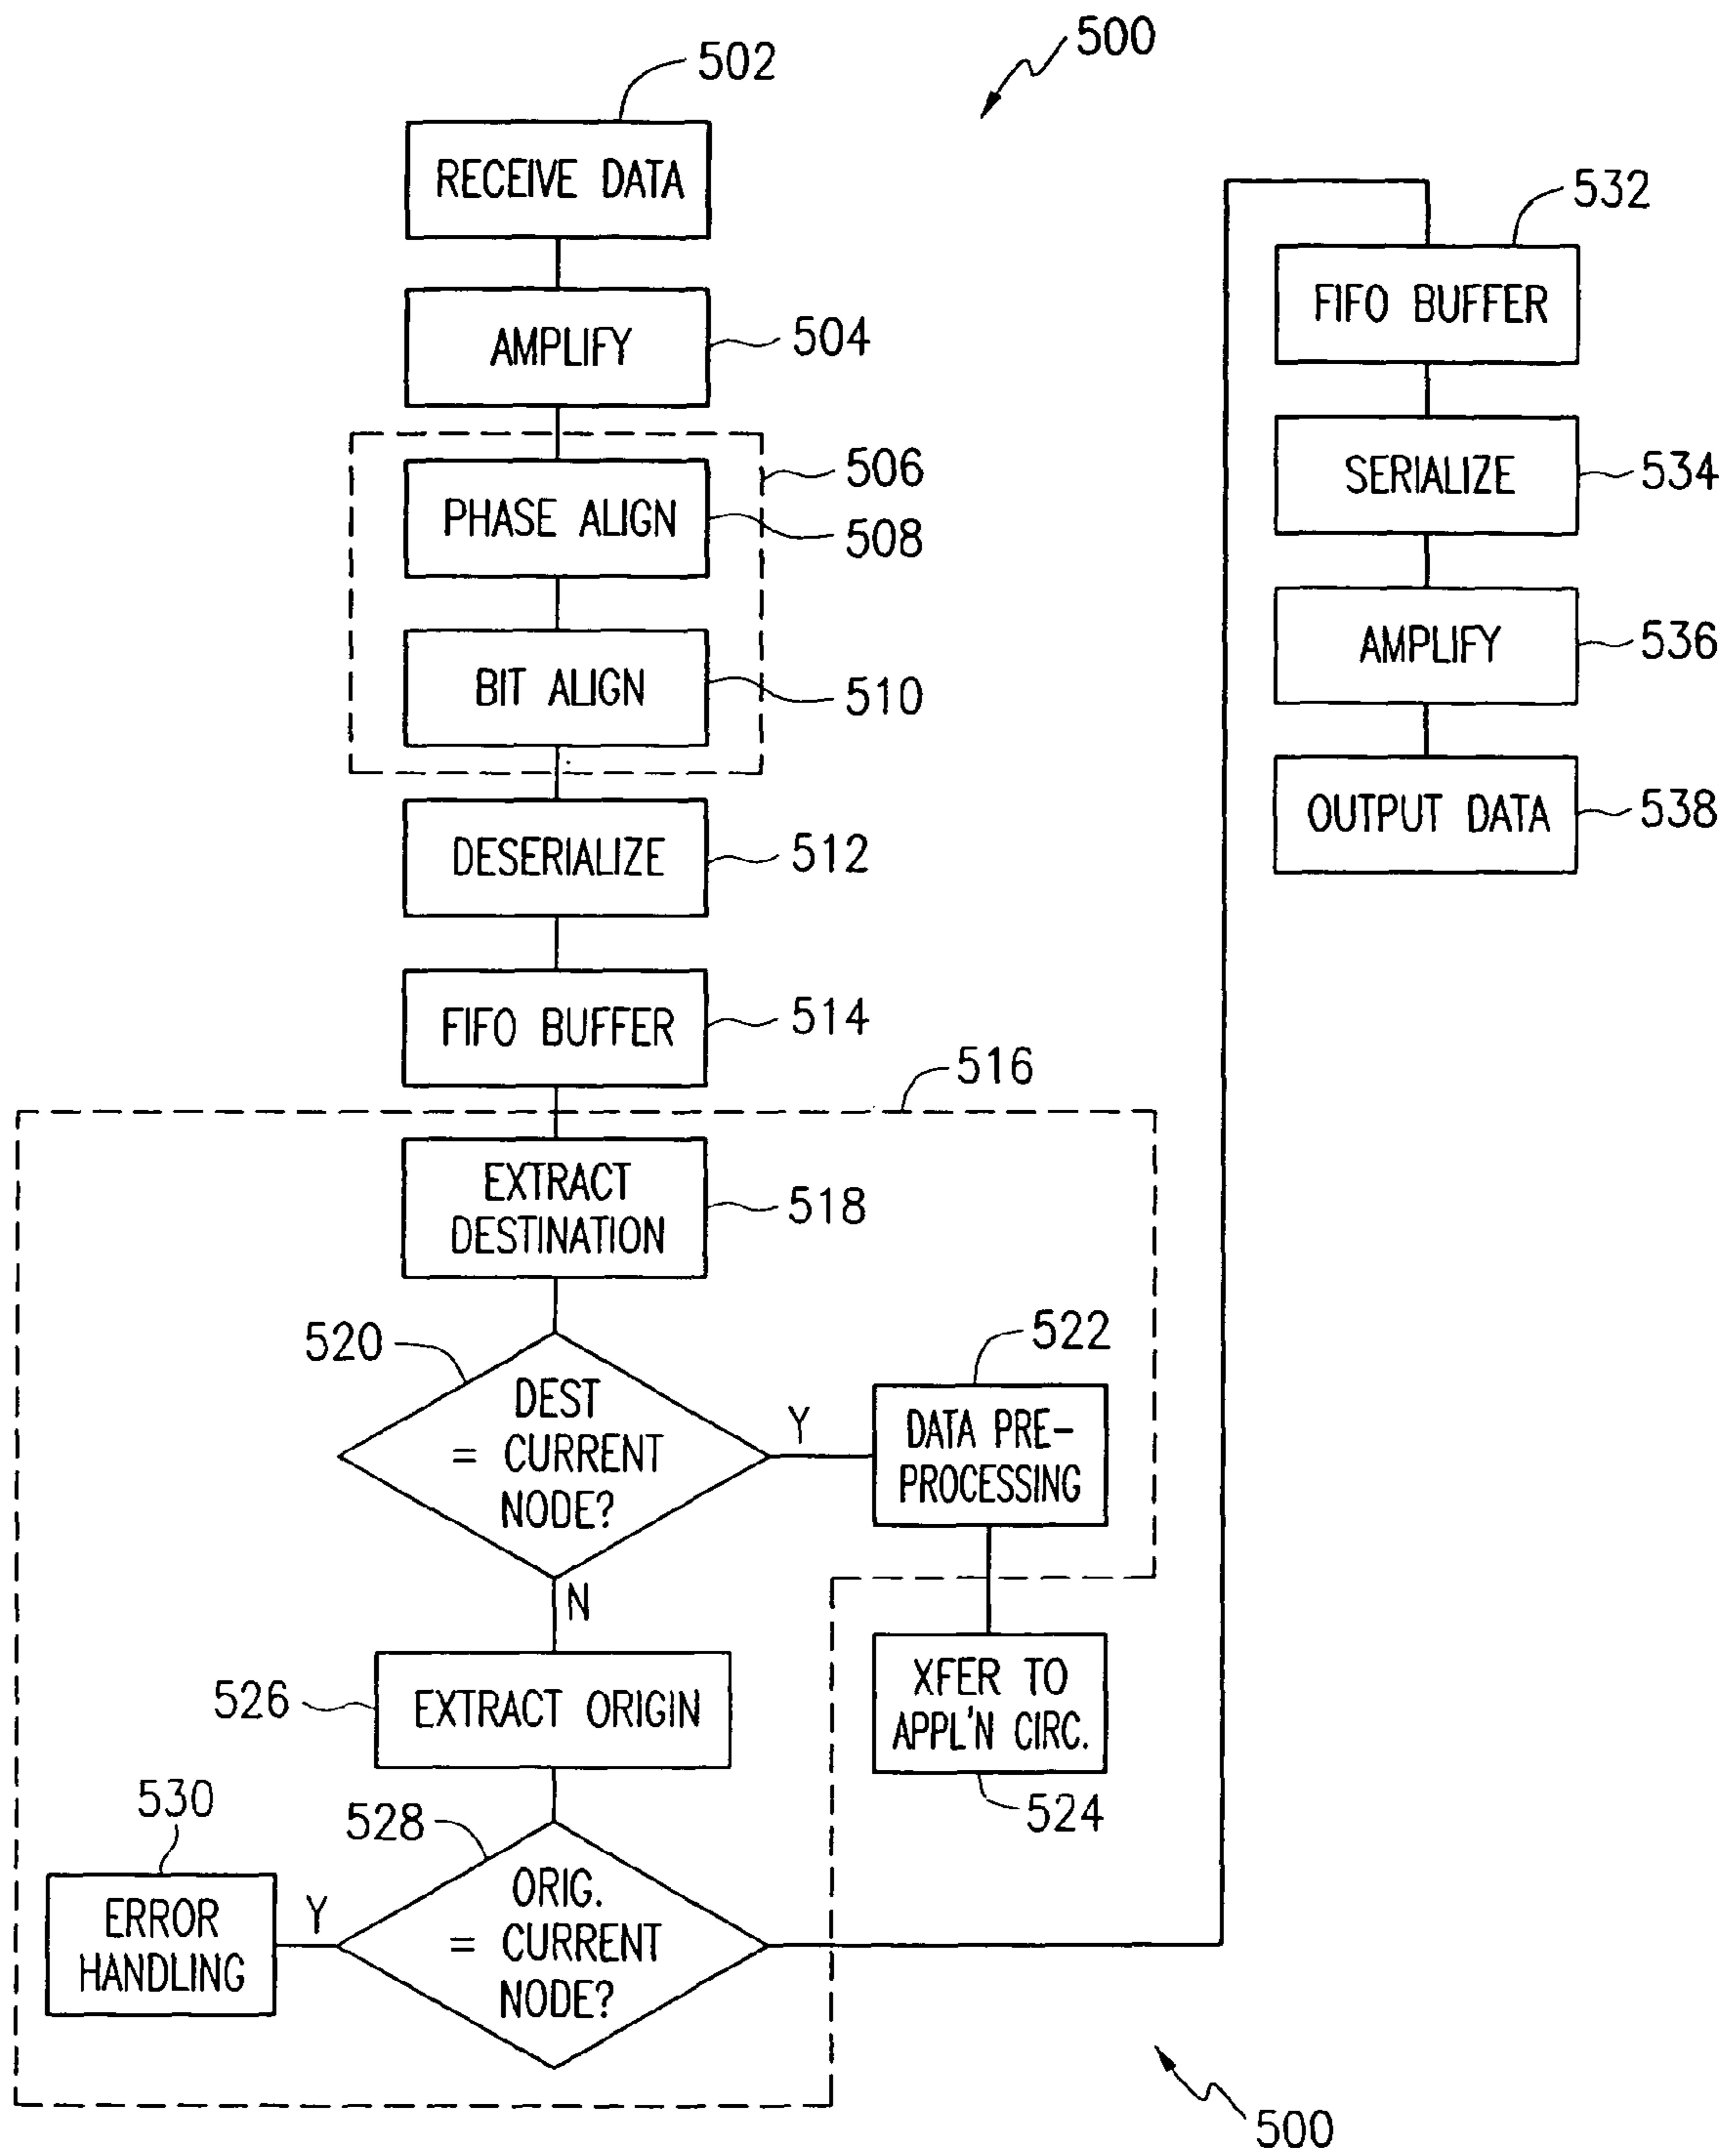 500
502
RECEIVE DATA
AMPLIFY
504
506
PHASE ALIGN
508
BIT ALIGN
510
DESERIALIZE
512
FIFO BUFFER
514
516
EXTRACT
DESTINATION
518
520
DEST
= CURRENT
NODE?
Y
522
DATA PRE-
PROCESSING
N
XFER TO
APPL'N CIRC.
524
526
EXTRACT ORIGIN
528
530
ERROR
HANDLING
Y
ORIG.
= CURRENT
NODE?
532
FIFO BUFFER
SERIALIZE
534
AMPLIFY
536
OUTPUT DATA
538
500